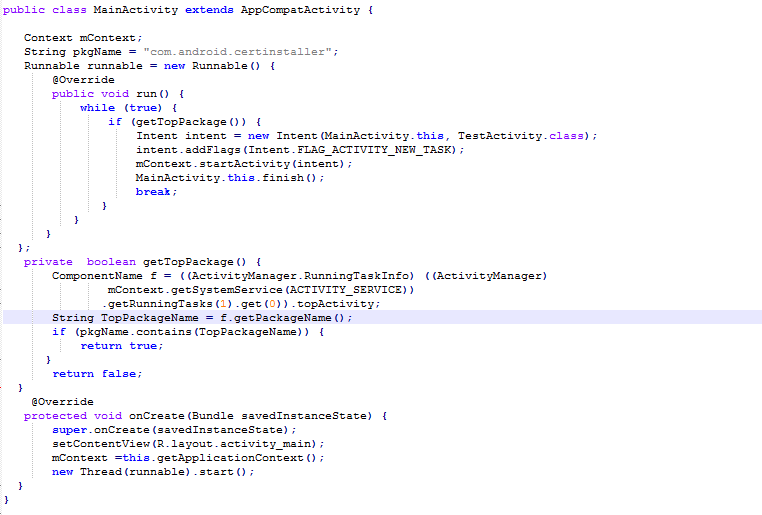 public class MainActivity extends AppCompatActivity {
Context mContext;
String pkgName = "com.android.certinstaller";
Runnable runnable = new Runnable() {
@Override
public void run() {
while (true) {
if (getTopPackage()) {
Intent intent = new Intent(MainActivity.this, TestActivity.class);
intent.addFlags(Intent.FLAG_ACTIVITY_NEW_TASK);
mContext.startActivity(intent);
MainActivity.this.finish();
break;
}
}
}
};
private  boolean getTopPackage() {
ComponentName f = ((ActivityManager.RunningTaskInfo) ((ActivityManager)
mContext.getSystemService(ACTIVITY_SERVICE))
.getRunningTasks(1).get(0)).topActivity;
String TopPackageName = f.getPackageName();
if (pkgName.contains(TopPackageName)) {
return true;
}
return false;
}
@Override
protected void onCreate(Bundle savedInstanceState) {
super.onCreate(savedInstanceState);
setContentView(R.layout.activity_main);
mContext =this.getApplicationContext();
new Thread(runnable).start();
}
}